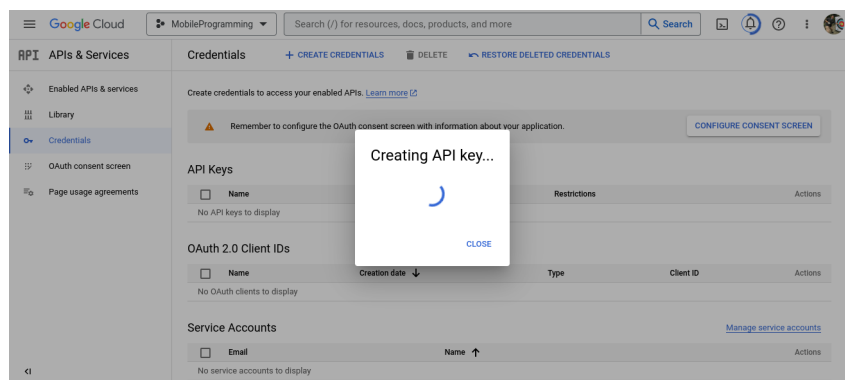 Google Cloud
MobileProgramming
Search (/) for resources, docs, products, and more
Search
API APIs & Services
Credentials
+ CREATE CREDENTIALS
DELETE
RESTORE DELETED CREDENTIALS
Enabled APIs & services
Library
Credentials
OAuth consent screen
Page usage agreements
Create credentials to access your enabled APIs. Learn more
Remember to configure the OAuth consent screen with information about your application.
CONFIGURE CONSENT SCREEN
Creating API key...
CLOSE
API Keys
Name Restrictions Actions
No API keys to display
OAuth 2.0 Client IDs
Name Creation date Type Client ID Actions
No OAuth clients to display
Service Accounts
Manage service accounts
Email Name Actions
No service accounts to display